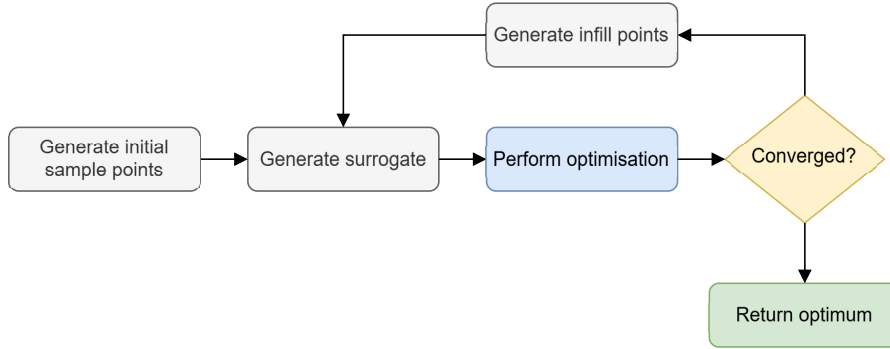 Generate infill points
Generate initial
sample points
Generate surrogate
Perform optimisation
Converged?
Return optimum